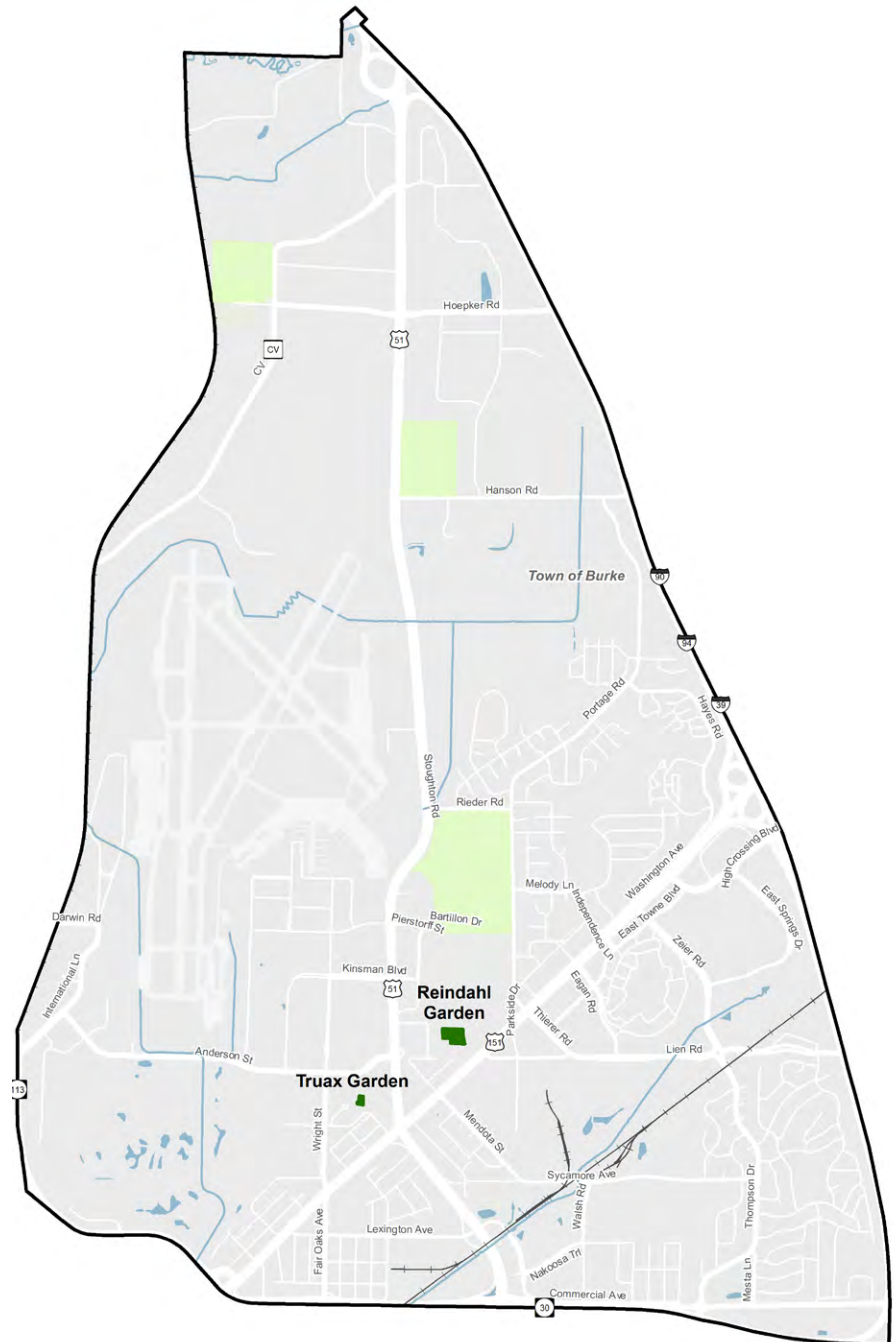 Hoepker Rd
51
CV
CV
Hanson Rd
Town of Burke
90
94
39
Hayes Rd
Portage Rd
Stoughton Rd
Rieder Rd
Washington Ave
High Crossing Blvd
Melody Ln
East Towne Blvd
East Springs Dr
Independence Ln
Darwin Rd
Pierstorff St
Bartillon Dr
Zeier Rd
International Ln
Kinsman Blvd
Eagan Rd
51
Reindahl
Garden
Parkside Dr
Thierer Rd
151
Lien Rd
Anderson St
113
Truax Garden
Wright St
Mendota St
Sycamore Ave
Walsh Rd
Thompson Dr
Fair Oaks Ave
Lexington Ave
Nakoosa Trl
Mesta Ln
Commercial Ave
30